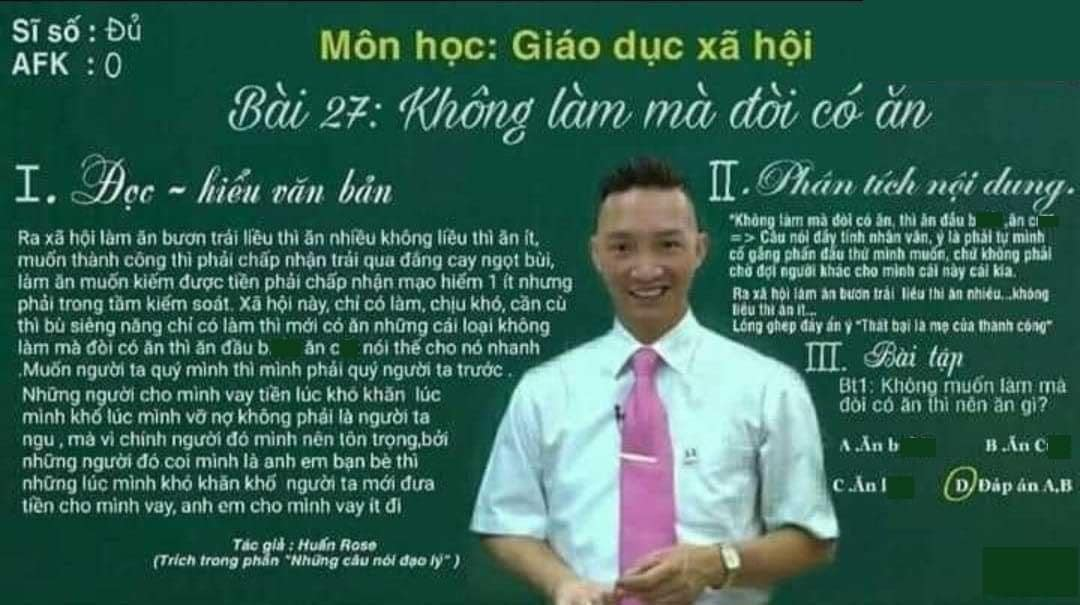 Sĩ số : Đủ
AFK : 0
Môn học: Giáo dục xã hội
Bài 27: Không làm mà đòi có ăn
I. Đọc ~ hiểu văn bản
Ra xã hội làm ăn bươn trải liều thì ăn nhiều không liều thì ăn ít,
muốn thành công thì phải chấp nhận trải qua đắng cay ngọt bùi,
làm ăn muốn kiếm được tiền phải chấp nhận mạo hiểm 1 ít nhưng
phải trong tầm kiểm soát. Xã hội này, chỉ có làm, chịu khó, cần cù
thì bù siêng năng chỉ có làm thì mới có ăn những cái loại không
làm mà đòi có ăn thì ăn đầu b ăn c nói thế cho nó nhanh
.Muốn người ta quý mình thì mình phải quý người ta trước .
Những người cho mình vay tiền lúc khó khăn lúc
mình khổ lúc mình vỡ nợ không phải là người ta
ngu , mà vì chính người đó mình nên tôn trọng,bởi
những người đó coi mình là anh em bạn bè thì
những lúc mình khó khăn khổ người ta mới đưa
tiền cho mình vay, anh em cho mình vay ít đi
Tác giả : Huấn Rose
(Trích trong phần "Những câu nói đạo lý" )
II. Phân tích nội dung.
"Không làm mà đòi có ăn, thì ăn đầu b ,ăn c
=> Câu nói đầy tính nhân văn, ý là phải tự mình
cố gắng phấn đấu thứ mình muốn, chứ không phải
chờ đợi người khác cho mình cái này cái kia.
Ra xã hội làm ăn bươn trải liều thì ăn nhiều...không
liều thì ăn ít...
Lồng ghép đầy ẩn ý "Thất bại là mẹ của thành công"
III. Bài tập
Bt1: Không muốn làm mà
đòi có ăn thì nên ăn gì?
A .Ăn b B .Ăn C
C .Ăn l D Đáp án A,B